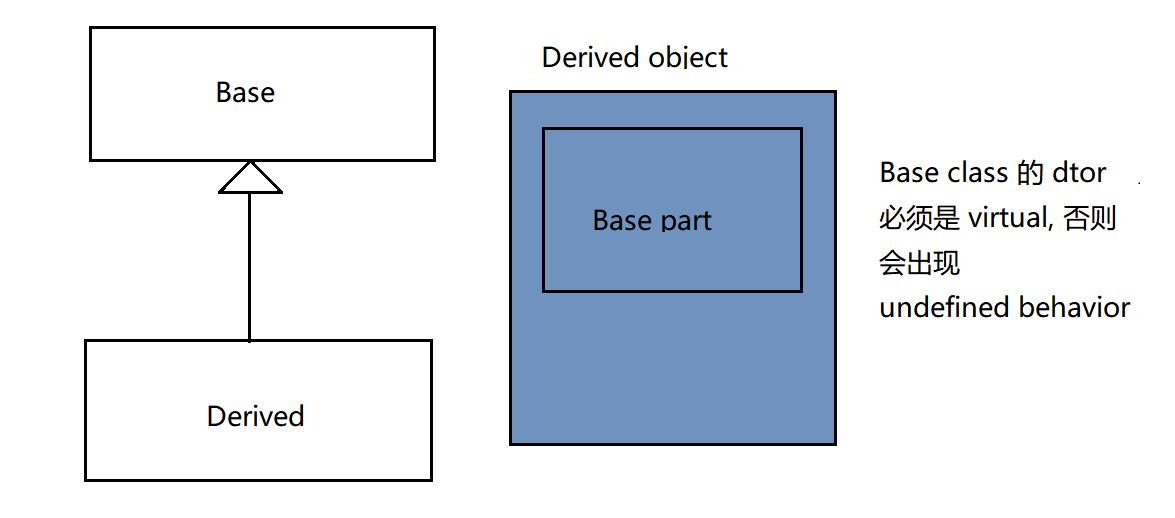 Base
Derived
Derived object
Base part
Base class 的 dtor
必须是 virtual, 否则
会出现
undefined behavior